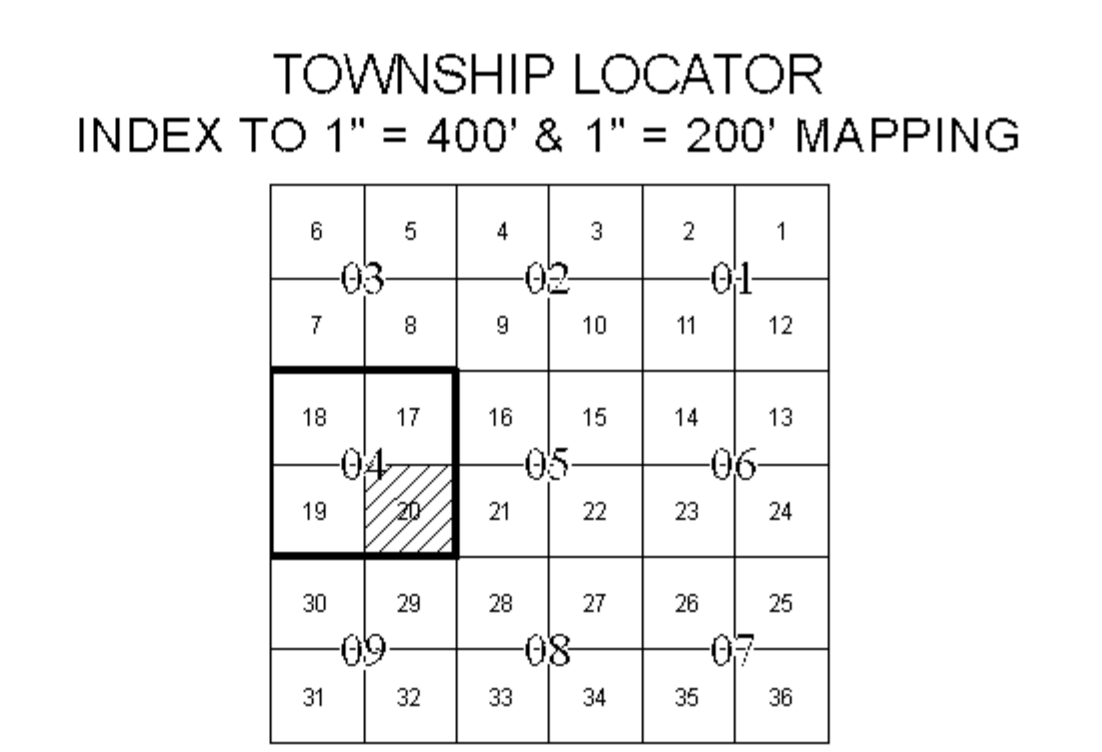 TOWNSHIP LOCATOR
INDEX TO 1" = 400' & 1" = 200' MAPPING
6 5 4 3 2 1
03 02 01
7 8 9 10 11 12
18 17 16 15 14 13
04 05 06
19 20 21 22 23 24
30 29 28 27 26 25
09 08 07
31 32 33 34 35 36